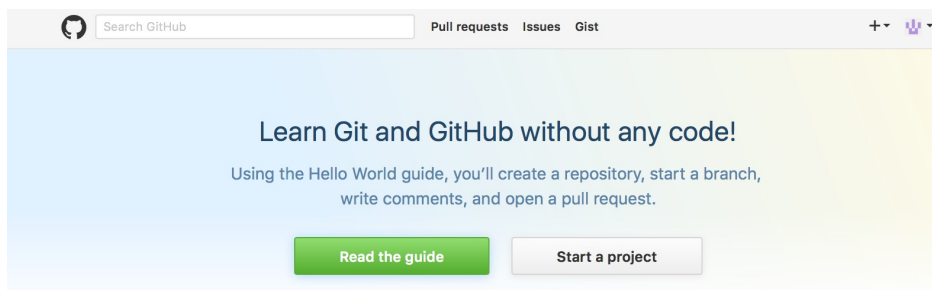 Search GitHub Pull requests Issues Gist
Learn Git and GitHub without any code!
Using the Hello World guide, you’ll create a repository, start a branch,
write comments, and open a pull request.
Read the guide Start a project